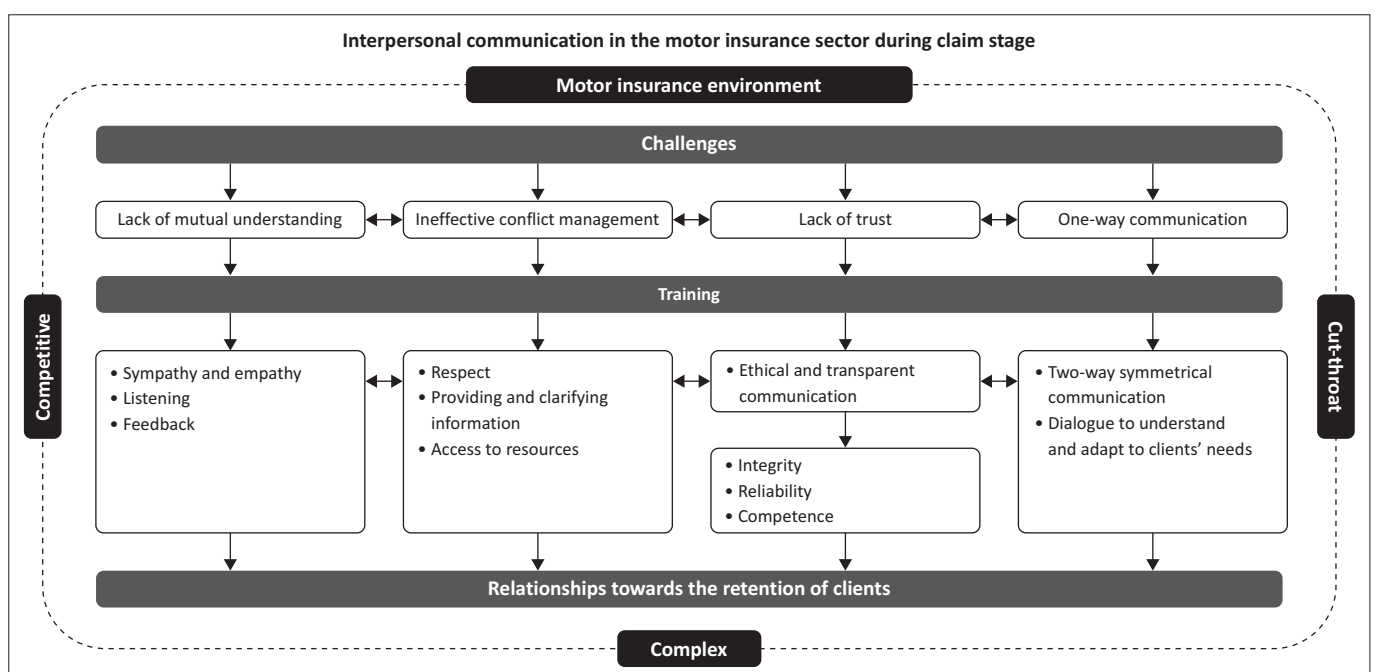 Interpersonal communication in the motor insurance sector during claim stage
Motor insurance environment
Challenges
Lack of mutual understanding
Ineffective conflict management
Lack of trust
One-way communication
Training
Competitive
Cut-throat
• Sympathy and empathy
• Listening
• Feedback
• Respect
• Providing and clarifying
information
• Access to resources
• Ethical and transparent
communication
• Integrity
• Reliability
• Competence
• Two-way symmetrical
communication
• Dialogue to understand
and adapt to clients’ needs
Relationships towards the retention of clients
Complex